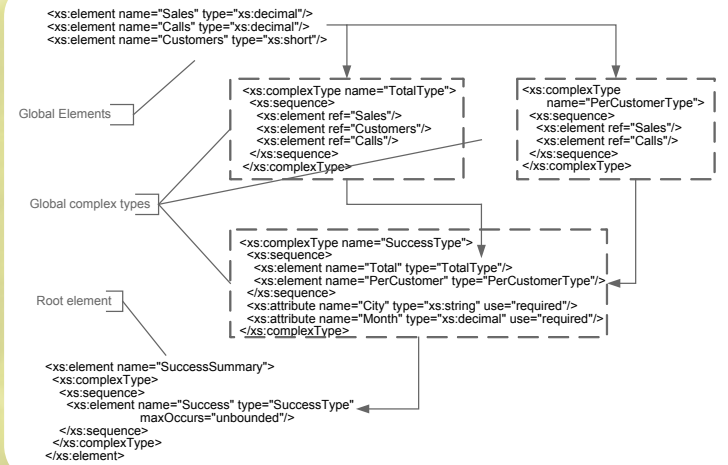 <xs:element name="Sales" type="xs:decimal"/>
<xs:element name="Calls" type="xs:decimal"/>
<xs:element name="Customers" type="xs:short"/>
Global Elements
<xs:complexType name="TotalType">
<xs:sequence>
<xs:element ref="Sales"/>
<xs:element ref="Customers"/>
<xs:element ref="Calls"/>
</xs:sequence>
</xs:complexType>
<xs:complexType
name="PerCustomerType">
<xs:sequence>
<xs:element ref="Sales"/>
<xs:element ref="Calls"/>
</xs:sequence>
</xs:complexType>
Global complex types
<xs:complexType name="SuccessType">
<xs:sequence>
<xs:element name="Total" type="TotalType"/>
<xs:element name="PerCustomer" type="PerCustomerType"/>
</xs:sequence>
<xs:attribute name="City" type="xs:string" use="required"/>
<xs:attribute name="Month" type="xs:decimal" use="required"/>
</xs:complexType>
Root element
<xs:element name="SuccessSummary">
<xs:complexType>
<xs:sequence>
<xs:element name="Success" type="SuccessType"
maxOccurs="unbounded"/>
</xs:sequence>
</xs:complexType>
</xs:element>